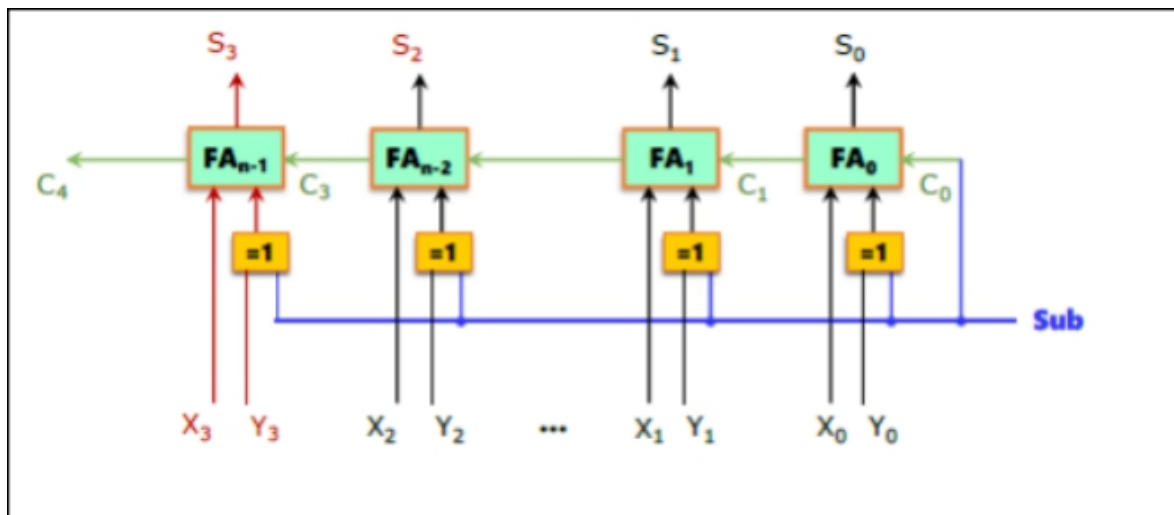 S₃ S₂ S₁ S₀
FAₙ₋₁ FAₙ₋₂ FA₁ FA₀
C₄ C₃ C₁ C₀
=1 =1 =1 =1
Sub
X₃ Y₃ X₂ Y₂ ... X₁ Y₁ X₀ Y₀